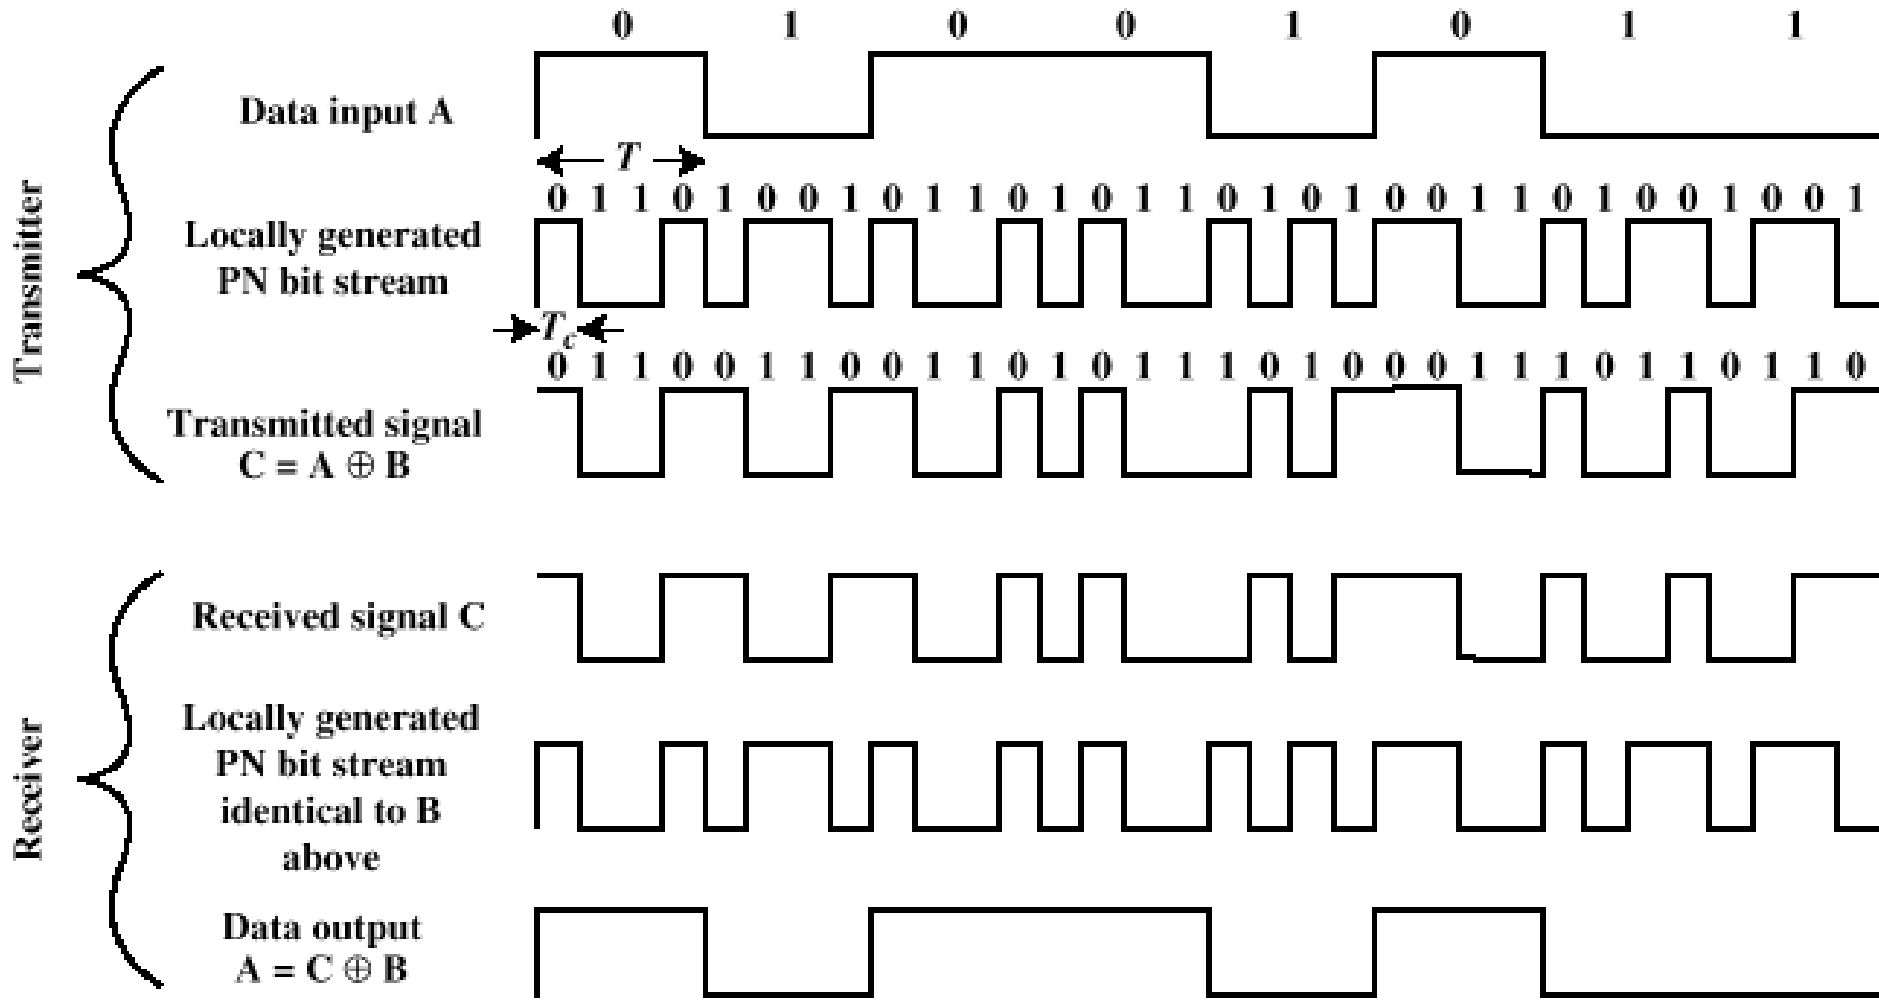 0 1 0 0 1 0 1 1
Data input A
T
0 1 1 0 1 0 0 1 0 1 1 0 1 0 1 1 0 1 0 1 0 0 1 1 0 1 0 0 1 0 0 1
Locally generated
PN bit stream
Tc
0 1 1 0 0 1 1 0 0 1 1 0 1 0 1 1 1 0 1 0 0 0 1 1 1 0 1 1 0 1 1 0
Transmitted signal
C = A ⊕ B
Transmitter
Received signal C
Locally generated
PN bit stream
identical to B
above
Data output
A = C ⊕ B
Receiver